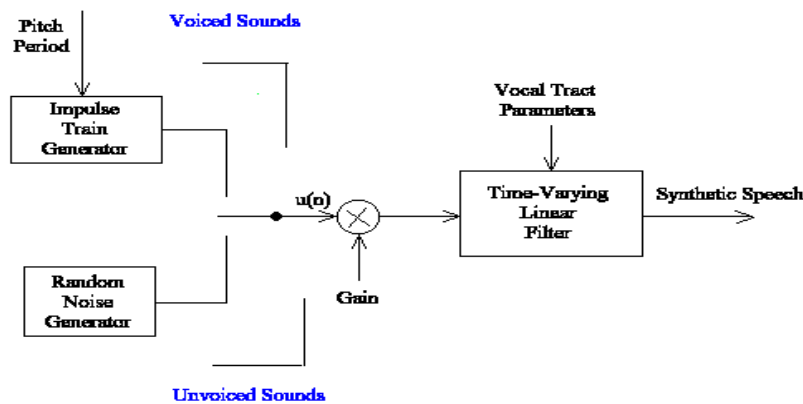 Pitch
Period
Voiced Sounds
Impulse
Train
Generator
Vocal Tract
Parameters
u(n)
Time-Varying
Linear
Filter
Synthetic Speech
Random
Noise
Generator
Gain
Unvoiced Sounds